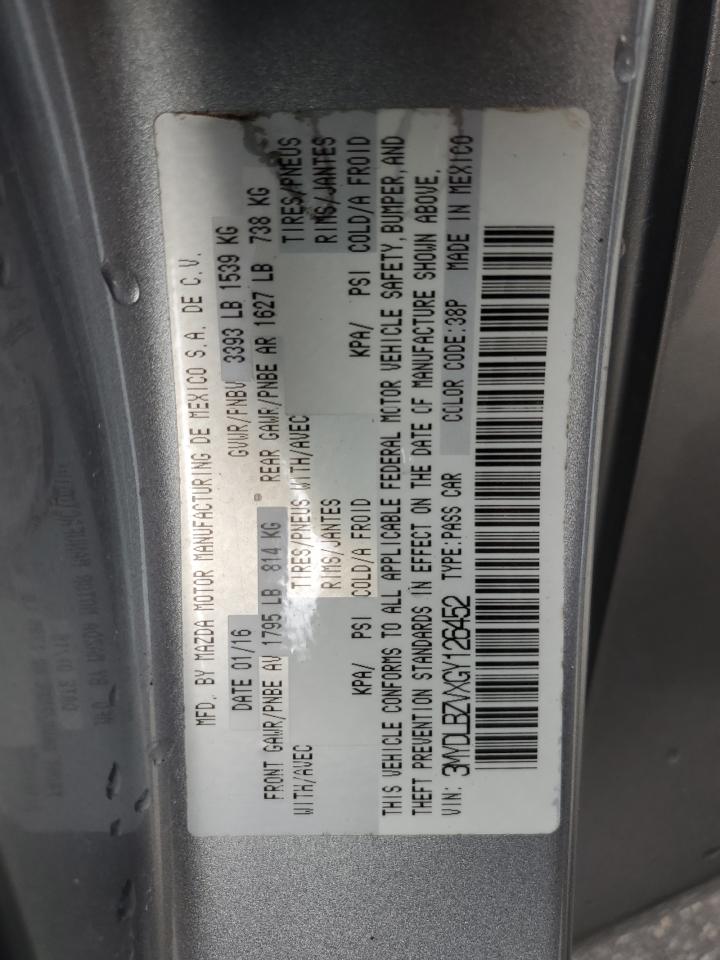 MFD. BY MAZDA MOTOR MANUFACTURING DE MEXICO S.A. DE C.V.
DATE 01/16 GVWR/PNBV 3393 LB 1539 KG
FRONT GAWR/PNBE AV 1795 LB 814 KG REAR GAWR/PNBE AR 1627 LB 738 KG
WITH/AVEC TIRES/PNEUS WITH/AVEC TIRES/PNEUS
RIMS/JANTES RIMS/JANTES
KPA/ PSI COLD/A FROID KPA/ PSI COLD/A FROID
THIS VEHICLE CONFORMS TO ALL APPLICABLE FEDERAL MOTOR VEHICLE SAFETY, BUMPER, AND
THEFT PREVENTION STANDARDS IN EFFECT ON THE DATE OF MANUFACTURE SHOWN ABOVE.
VIN: 3MYDLBZVXGY126452 TYPE:PASS CAR COLOR CODE:38P MADE IN MEXICO